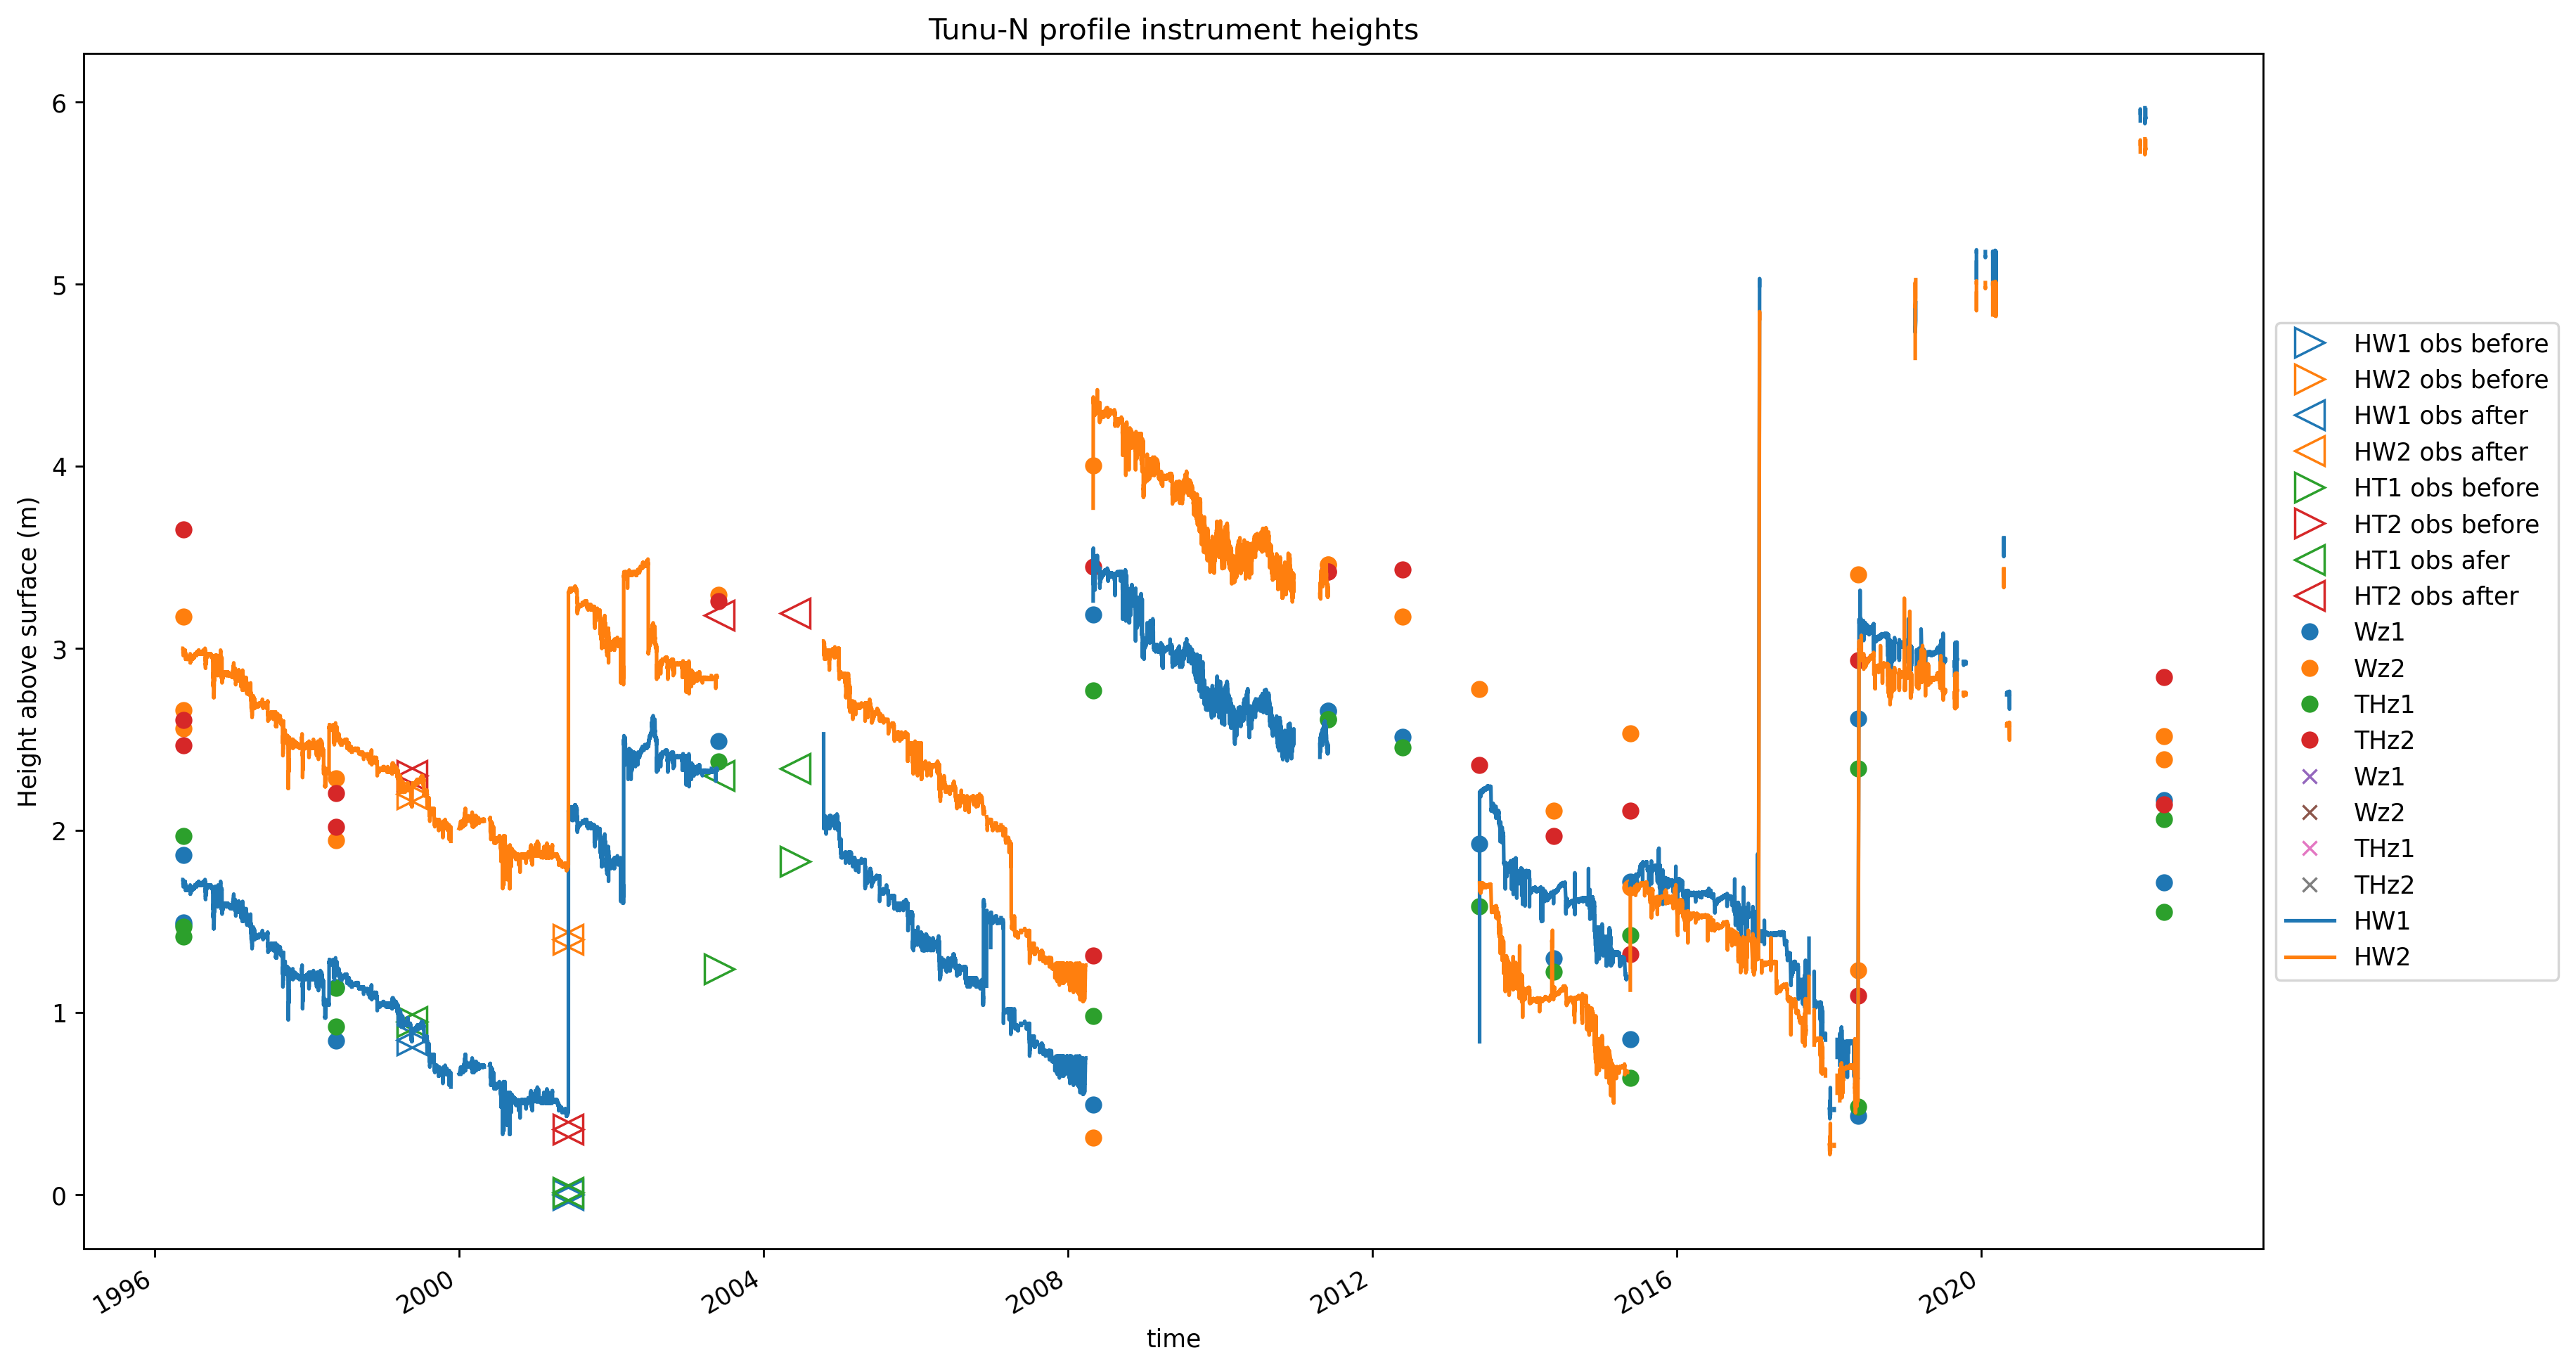 Tunu-N profile instrument heights
Height above surface (m)
6
5
4
3
2
1
0
1996
2000
2004
2008
2012
2016
2020
time
HW1 obs before
HW2 obs before
HW1 obs after
HW2 obs after
HT1 obs before
HT2 obs before
HT1 obs afer
HT2 obs after
Wz1
Wz2
THz1
THz2
Wz1
Wz2
THz1
THz2
HW1
HW2